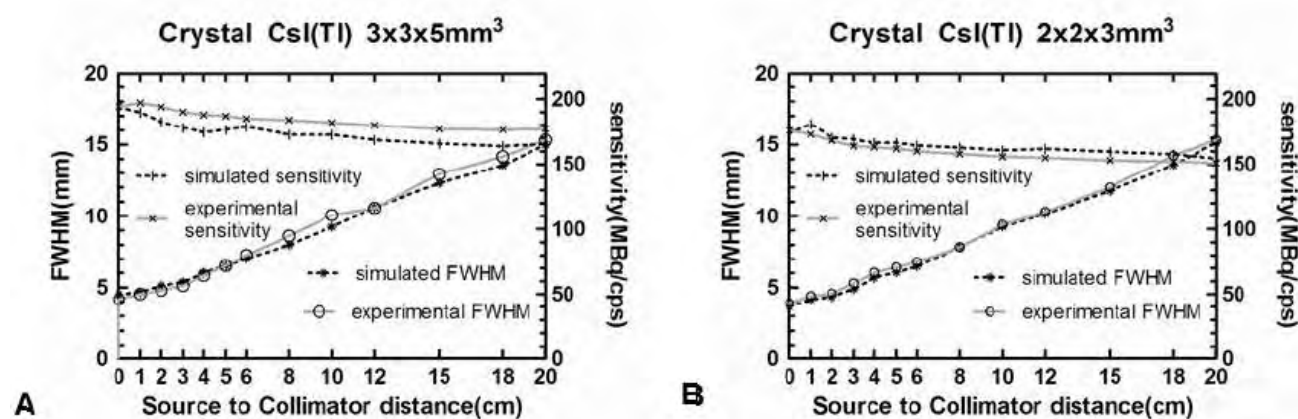 Crystal CsI(Tl) 3x3x5mm³
20
15
10
5
0
FWHM(mm)
200
150
100
50
0
sensitivity(MBq/cps)
simulated sensitivity
experimental
sensitivity
simulated FWHM
experimental FWHM
0 1 2 3 4 5 6 8 10 12 15 18 20
Source to Collimator distance(cm)
A
Crystal CsI(Tl) 2x2x3mm³
20
15
10
5
0
FWHM(mm)
200
150
100
50
0
sensitivity(MBq/cps)
simulated sensitivity
experimental
sensitivity
simulated FWHM
experimental FWHM
0 1 2 3 4 5 6 8 10 12 15 18 20
Source to Collimator distance(cm)
B